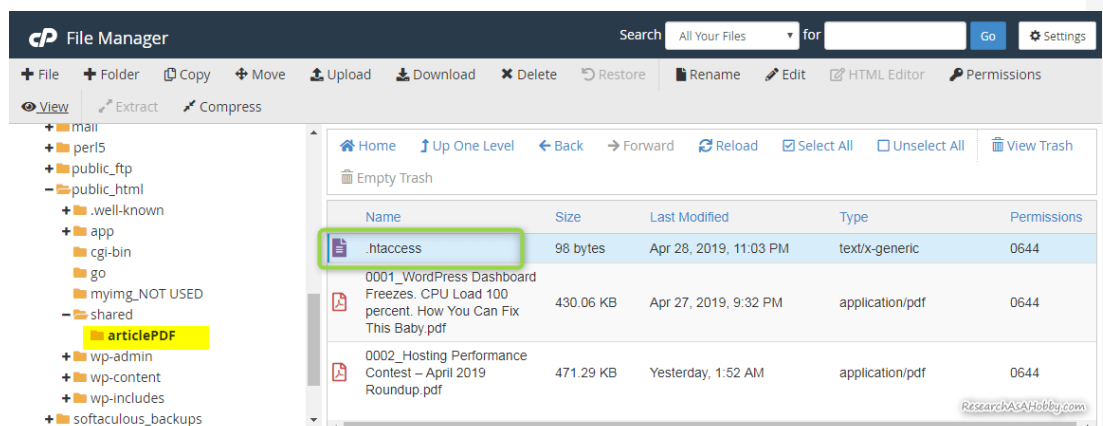 cP File Manager
Search All Your Files for Go Settings
File Folder Copy Move Upload Download Delete Restore Rename Edit HTML Editor Permissions
View Extract Compress
mail
perl5
public_ftp
public_html
.well-known
app
cgi-bin
go
myimg_NOT USED
shared
articlePDF
wp-admin
wp-content
wp-includes
softaculous_backups
Home Up One Level Back Forward Reload Select All Unselect All View Trash
Empty Trash
Name Size Last Modified Type Permissions
.htaccess 98 bytes Apr 28, 2019, 11:03 PM text/x-generic 0644
0001_WordPress Dashboard
Freezes. CPU Load 100
percent. How You Can Fix
This Baby.pdf
430.06 KB Apr 27, 2019, 9:32 PM application/pdf 0644
0002_Hosting Performance
Contest – April 2019
Roundup.pdf
471.29 KB Yesterday, 1:52 AM application/pdf 0644
ResearchAsAHobby.com